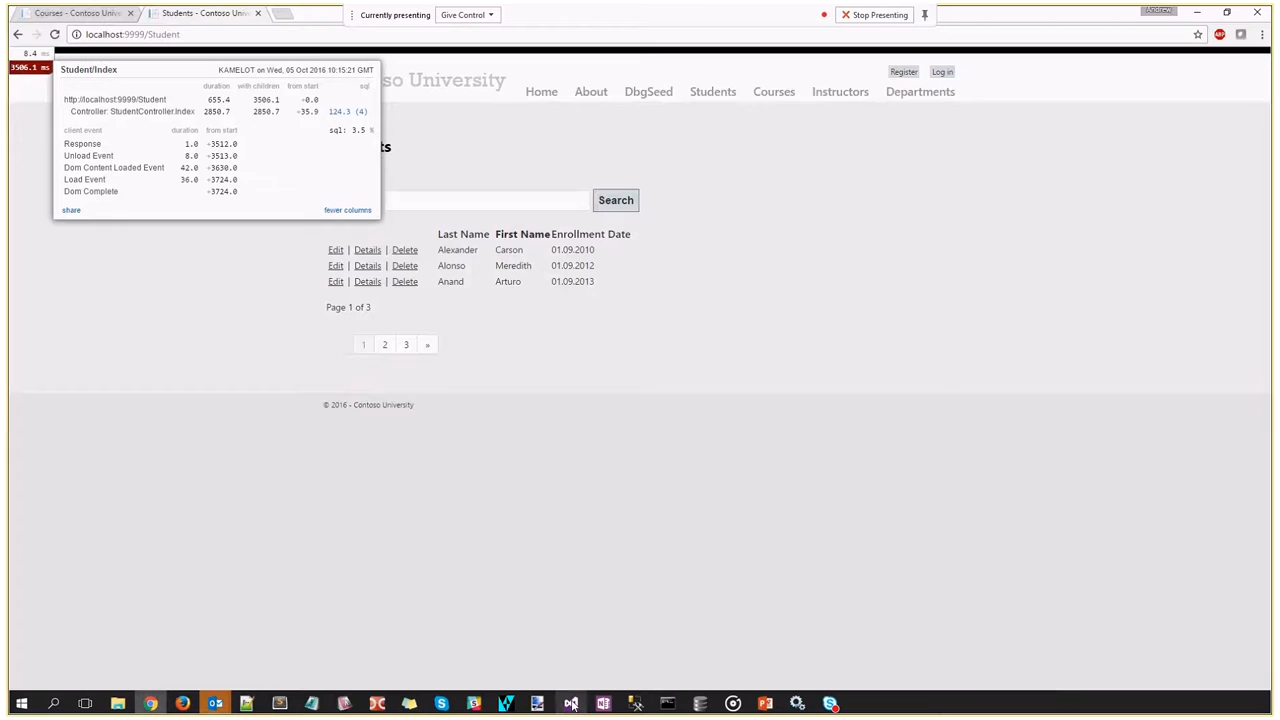 Courses - Contoso Unive
Students - Contoso Univ
Currently presenting
Give Control
Stop Presenting
Andrew
localhost:9999/Student
8.4 ms
3506.1 ms
Student/Index
KAMELOT on Wed, 05 Oct 2016 10:15:21 GMT
duration with children from start sql
http://localhost:9999/Student 655.4 3506.1 +0.0
Controller: StudentController.Index 2850.7 2850.7 +35.9 124.3 (4)
client event duration from start sql: 3.5 %
Response 1.0 +3512.0
Unload Event 8.0 +3513.0
Dom Content Loaded Event 42.0 +3630.0
Load Event 36.0 +3724.0
Dom Complete +3724.0
share fewer columns
so University
Register Log in
Home About DbgSeed Students Courses Instructors Departments
ts
Search
Last Name First Name Enrollment Date
Edit | Details | Delete Alexander Carson 01.09.2010
Edit | Details | Delete Alonso Meredith 01.09.2012
Edit | Details | Delete Anand Arturo 01.09.2013
Page 1 of 3
1 2 3 »
© 2016 - Contoso University